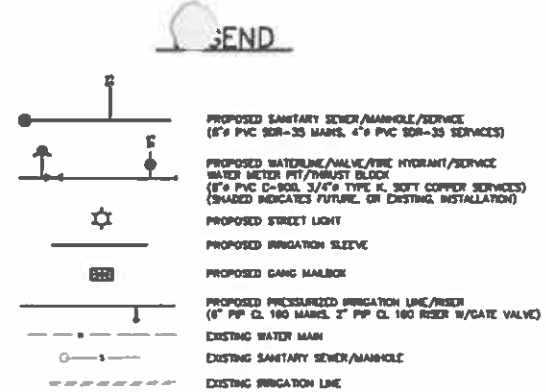 GEND
SS
PROPOSED SANITARY SEWER/MANHOLE/SERVICE
(8"ø PVC SDR-35 MAINS, 4"ø PVC SDR-35 SERVICES)
PROPOSED WATERLINE/VALVE/FIRE HYDRANT/SERVICE
WATER METER PIT/THRUST BLOCK
(8"ø PVC C-900, 3/4"ø TYPE K, SOFT COPPER SERVICES)
(SHADED INDICATES FUTURE, OR EXISTING, INSTALLATION)
PROPOSED STREET LIGHT
PROPOSED IRRIGATION SLEEVE
PROPOSED GANG MAILBOX
PROPOSED PRESSURIZED IRRIGATION LINE/RISER
(6" PIP CL 100 MAINS, 2" PIP CL 100 RISER W/GATE VALVE)
EXISTING WATER MAIN
S
EXISTING SANITARY SEWER/MANHOLE
EXISTING IRRIGATION LINE